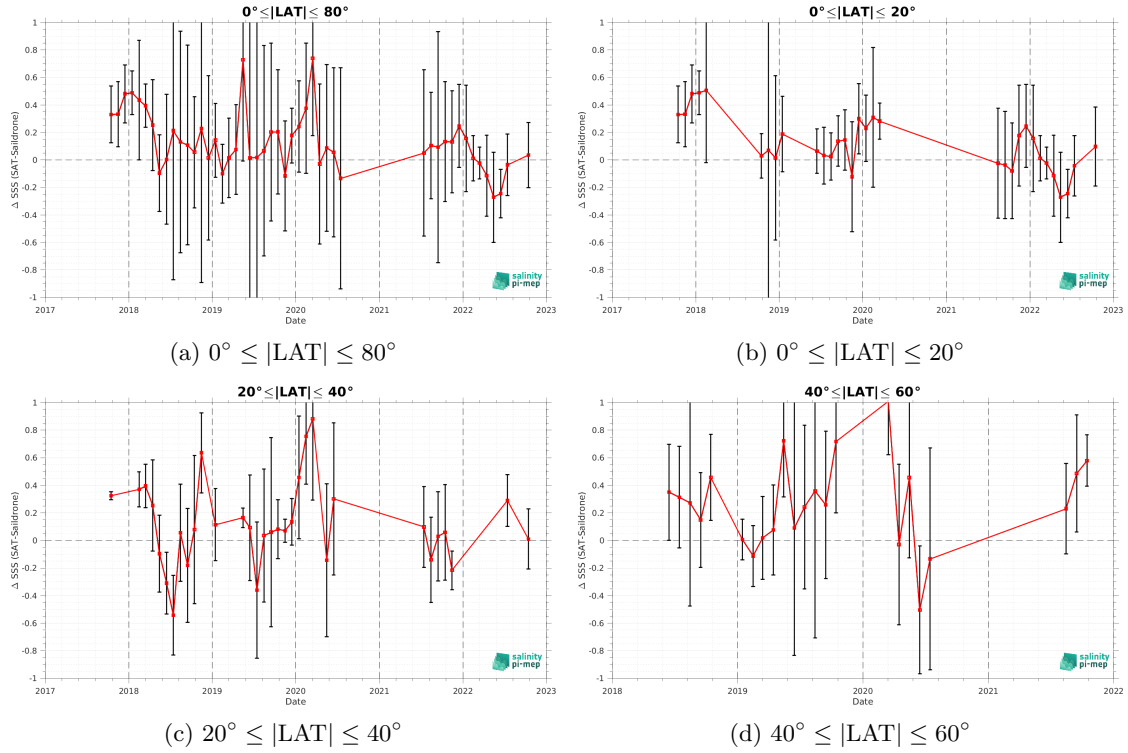 0°≤|LAT|≤ 80°
1
0.8
0.6
0.4
0.2
0
-0.2
-0.4
-0.6
-0.8
-1
Δ SSS (SAT-Saildrone)
2017 2018 2019 2020 2021 2022 2023
Date
salinity
pi-mep
(a) 0° ≤ |LAT| ≤ 80°
0°≤|LAT|≤ 20°
1
0.8
0.6
0.4
0.2
0
-0.2
-0.4
-0.6
-0.8
-1
Δ SSS (SAT-Saildrone)
2017 2018 2019 2020 2021 2022 2023
Date
salinity
pi-mep
(b) 0° ≤ |LAT| ≤ 20°
20°≤|LAT|≤ 40°
1
0.8
0.6
0.4
0.2
0
-0.2
-0.4
-0.6
-0.8
-1
Δ SSS (SAT-Saildrone)
2017 2018 2019 2020 2021 2022 2023
Date
salinity
pi-mep
(c) 20° ≤ |LAT| ≤ 40°
40°≤|LAT|≤ 60°
1
0.8
0.6
0.4
0.2
0
-0.2
-0.4
-0.6
-0.8
-1
Δ SSS (SAT-Saildrone)
2018 2019 2020 2021 2022
Date
salinity
pi-mep
(d) 40° ≤ |LAT| ≤ 60°